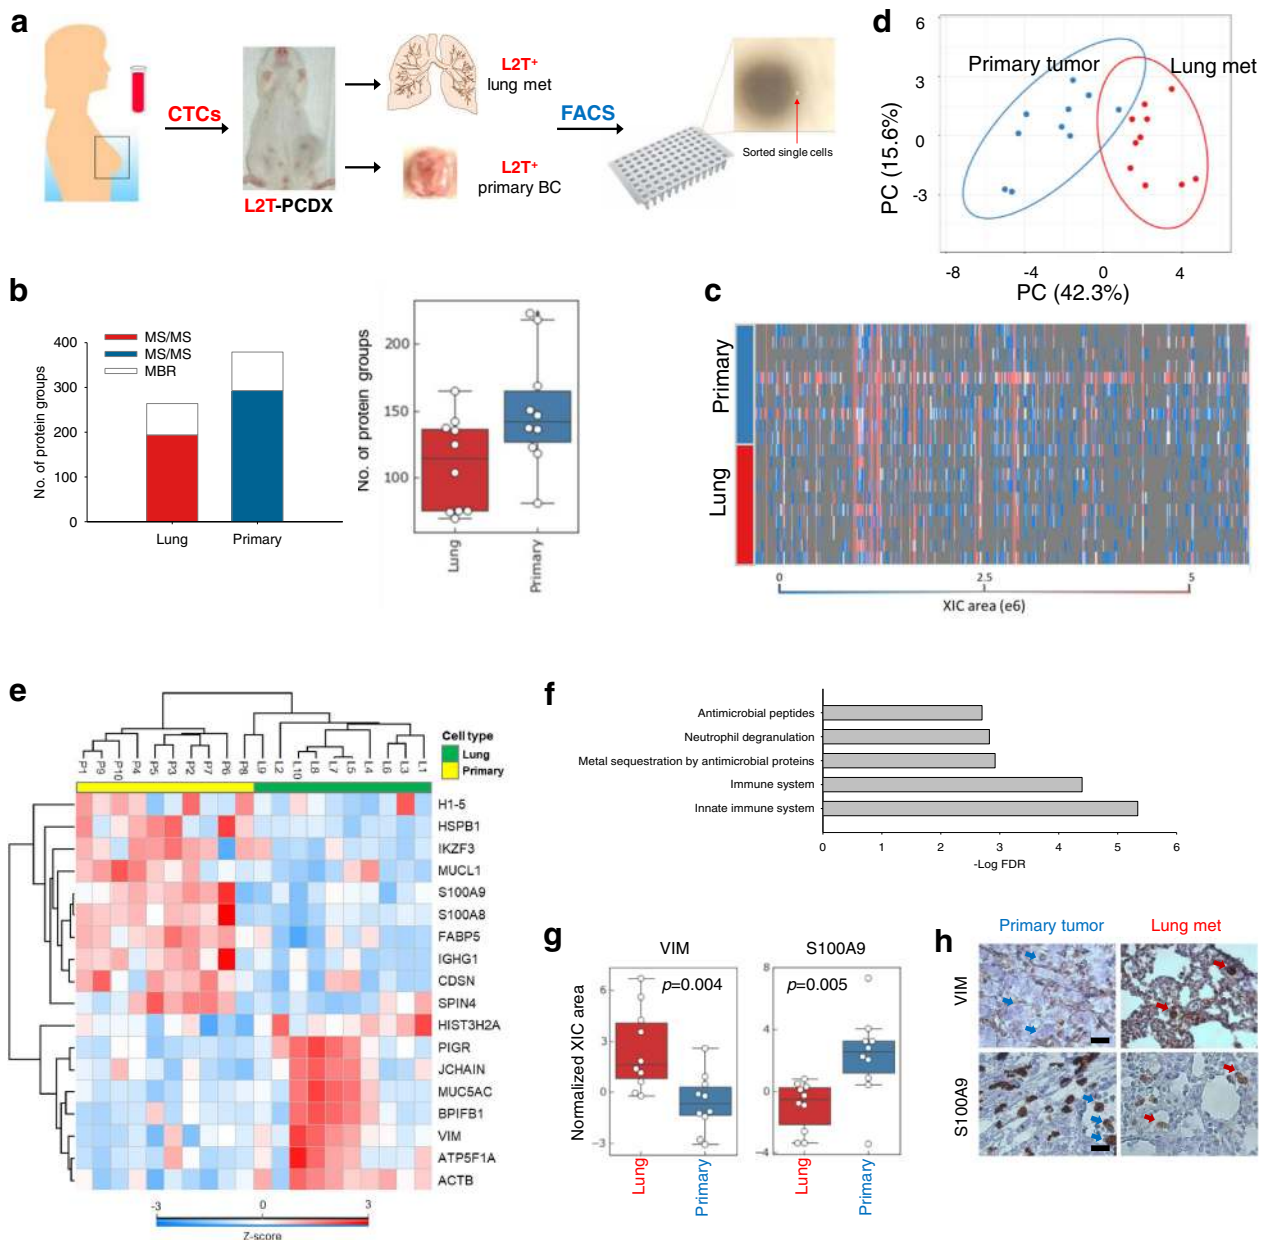 a
CTCs
L2T-PCDX
L2T+
lung met
L2T+
primary BC
FACS
Sorted single cells
d
6
3
0
-3
PC (15.6%)
Primary tumor
Lung met
-8
-4
0
4
PC (42.3%)
b
400
300
200
100
0
No. of protein groups
MS/MS
MS/MS
MBR
Lung
Primary
200
150
100
No. of protein groups
Lung
Primary
c
Primary
Lung
0
2.5
5
XIC area (e6)
e
P1
P9
P10
P4
P5
P3
P2
P7
P6
P8
L9
L2
L10
L8
L7
L5
L4
L6
L3
L1
Cell type
Lung
Primary
H1-5
HSPB1
IKZF3
MUCL1
S100A9
S100A8
FABP5
IGHG1
CDSN
SPIN4
HIST3H2A
PIGR
JCHAIN
MUC5AC
BPIFB1
VIM
ATP5F1A
ACTB
-3
0
3
Z-score
f
Antimicrobial peptides
Neutrophil degranulation
Metal sequestration by antimicrobial proteins
Immune system
Innate immune system
0
1
2
3
4
5
6
-Log FDR
g
VIM
p=0.004
6
3
0
-3
Normalized XIC area
Lung
Primary
S100A9
p=0.005
8
4
0
-4
Lung
Primary
h
Primary tumor
Lung met
VIM
S100A9